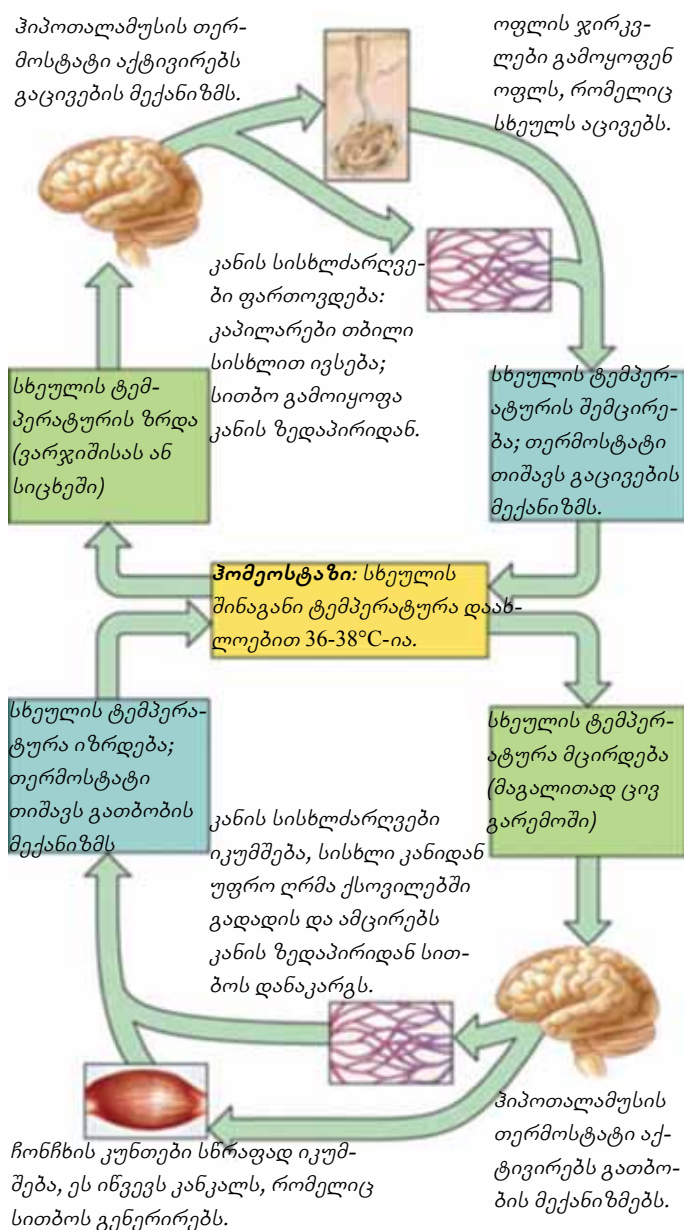 ჰიპოთალამუსის თერ-
მოსტატი აქტივირებს
გაცივების მექანიზმს.
ოფლის ჯირკვ-
ლები გამოყოფენ
ოფლს, რომელიც
სხეულს აცივებს.
კანის სისხლძარღვე-
ბი ფართოვდება:
კაპილარები თბილი
სისხლით ივსება;
სითბო გამოიყოფა
კანის ზედაპირიდან.
სხეულის ტემ-
პერატურის ზრდა
(ვარჯიშისას ან
სიცხეში)
სხეულის ტემპერ-
ატურის შემცირე-
ბა; თერმოსტატი
თიშავს გაცივების
მექანიზმს.
ჰომეოსტაზი: სხეულის
შინაგანი ტემპერატურა დაახ-
ლოებით 36-38°C-ია.
სხეულის ტემპერა-
ტურა იზრდება;
თერმოსტატი
თიშავს გათბობის
მექანიზმს
სხეულის ტემპერ-
ატურა მცირდება
(მაგალითად ცივ
გარემოში)
კანის სისხლძარღვები
იკუმშება, სისხლი კანიდან
უფრო ღრმა ქსოვილებში
გადადის და ამცირებს
კანის ზედაპირიდან სით-
ბოს დანაკარგს.
ჰიპოთალამუსის
თერმოსტატი აქ-
ტივირებს გათბო-
ბის მექანიზმებს.
ჩონჩხის კუნთები სწრაფად იკუმ-
შება, ეს იწვევს კანკალს, რომელიც
სითბოს გენერირებს.